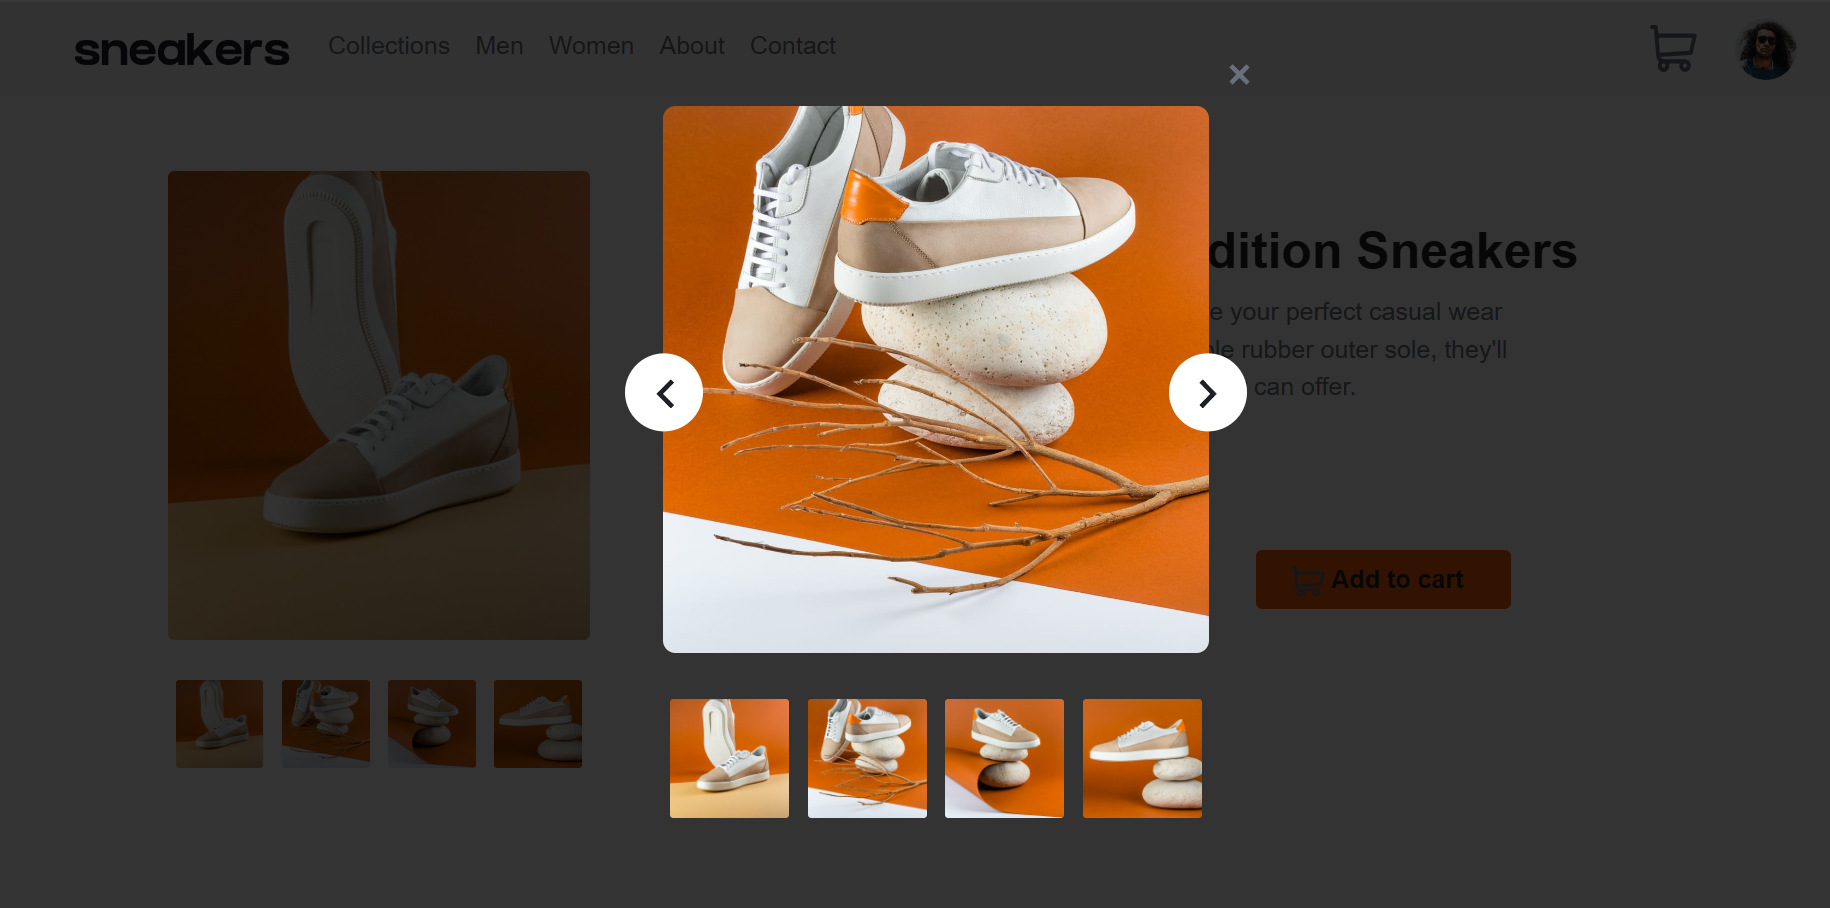 sneakers Collections Men Women About Contact
dition Sneakers
e your perfect casual wear
le rubber outer sole, they'll
can offer.
Add to cart